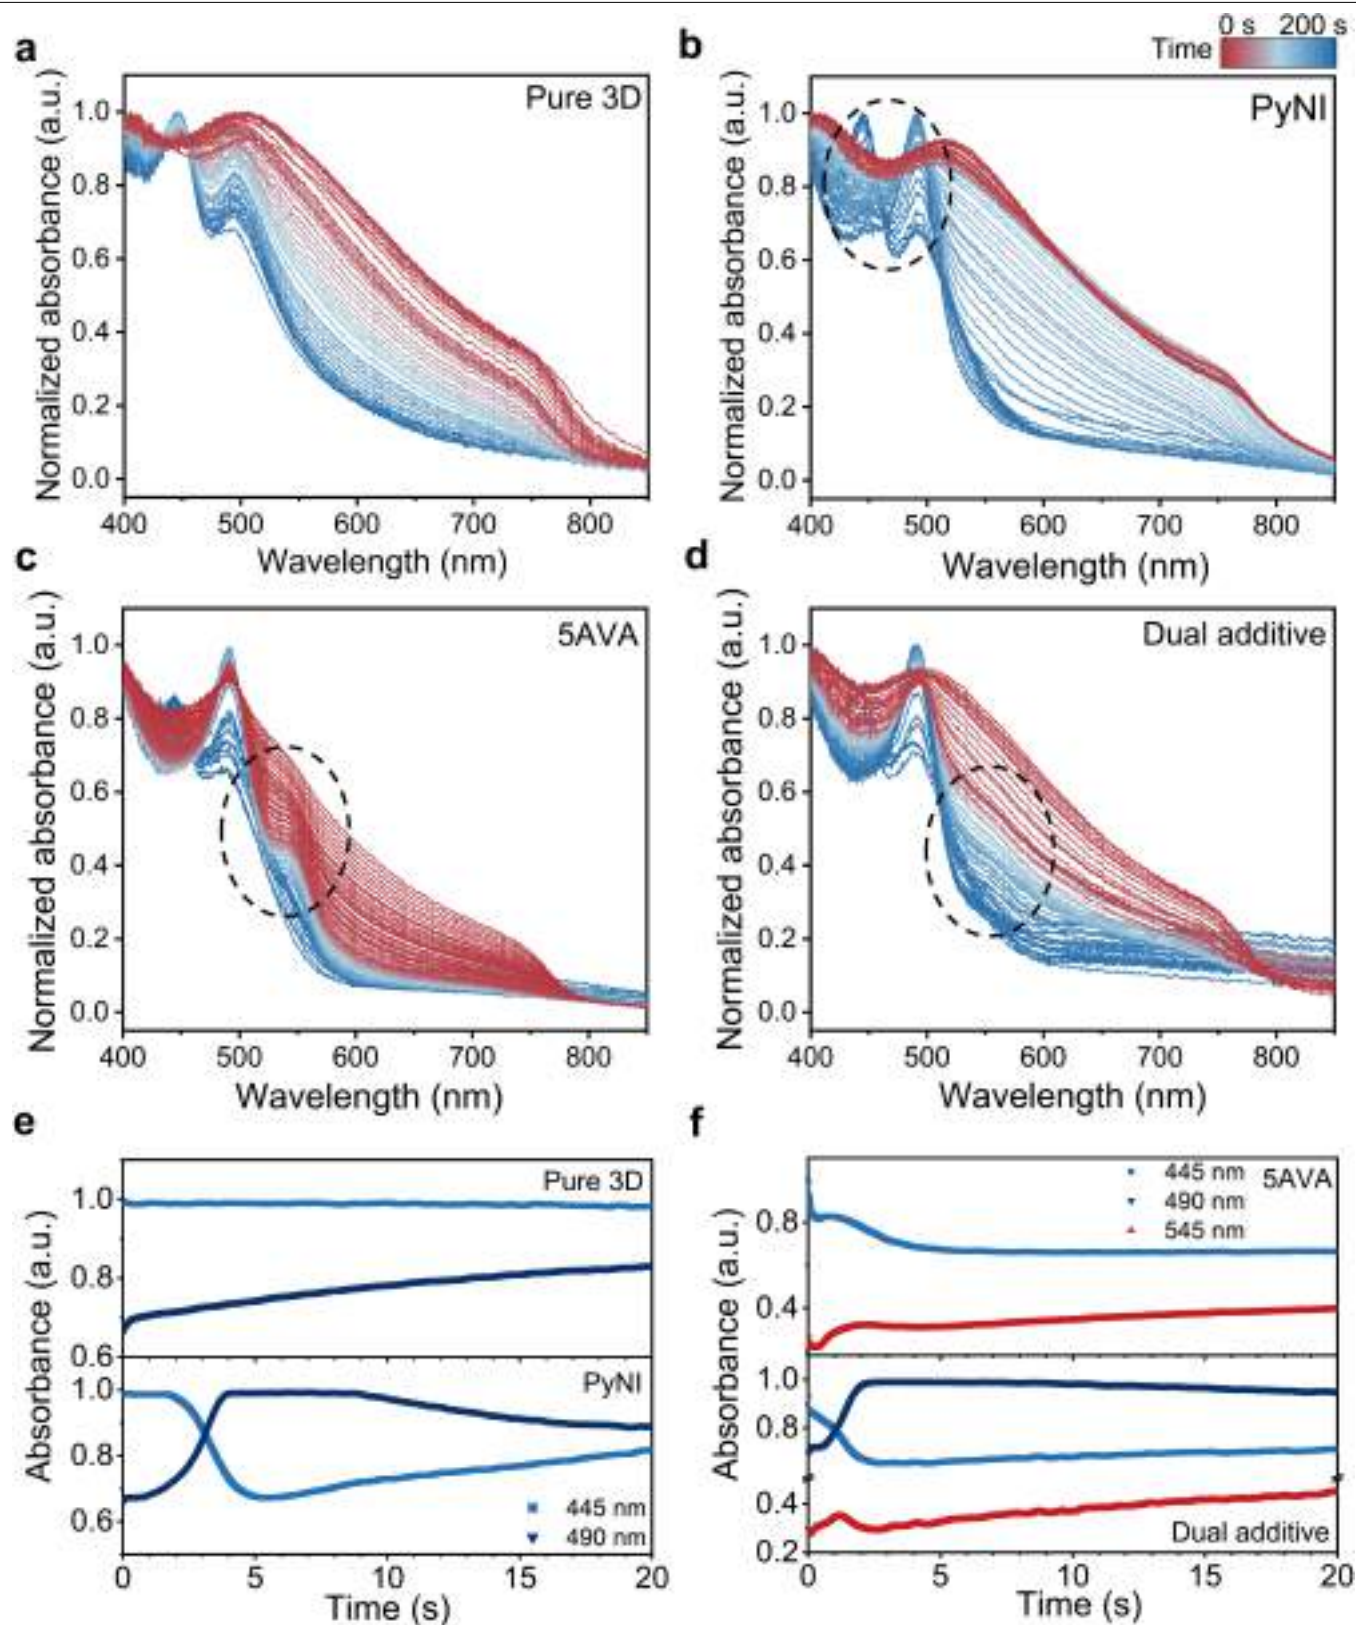 a
Pure 3D
Normalized absorbance (a.u.)
1.0
0.8
0.6
0.4
0.2
0.0
400 500 600 700 800
Wavelength (nm)
b
0 s 200 s
Time
PyNI
Normalized absorbance (a.u.)
1.0
0.8
0.6
0.4
0.2
0.0
400 500 600 700 800
Wavelength (nm)
c
5AVA
Normalized absorbance (a.u.)
1.0
0.8
0.6
0.4
0.2
0.0
400 500 600 700 800
Wavelength (nm)
d
Dual additive
Normalized absorbance (a.u.)
1.0
0.8
0.6
0.4
0.2
0.0
400 500 600 700 800
Wavelength (nm)
e
Pure 3D
Absorbance (a.u.)
1.0
0.8
0.6
PyNI
Absorbance (a.u.)
1.0
0.8
0.6
445 nm
490 nm
0 5 10 15 20
Time (s)
f
445 nm
490 nm
545 nm
5AVA
Absorbance (a.u.)
0.8
0.4
Absorbance (a.u.)
1.0
0.8
0.4
0.2
Dual additive
0 5 10 15 20
Time (s)